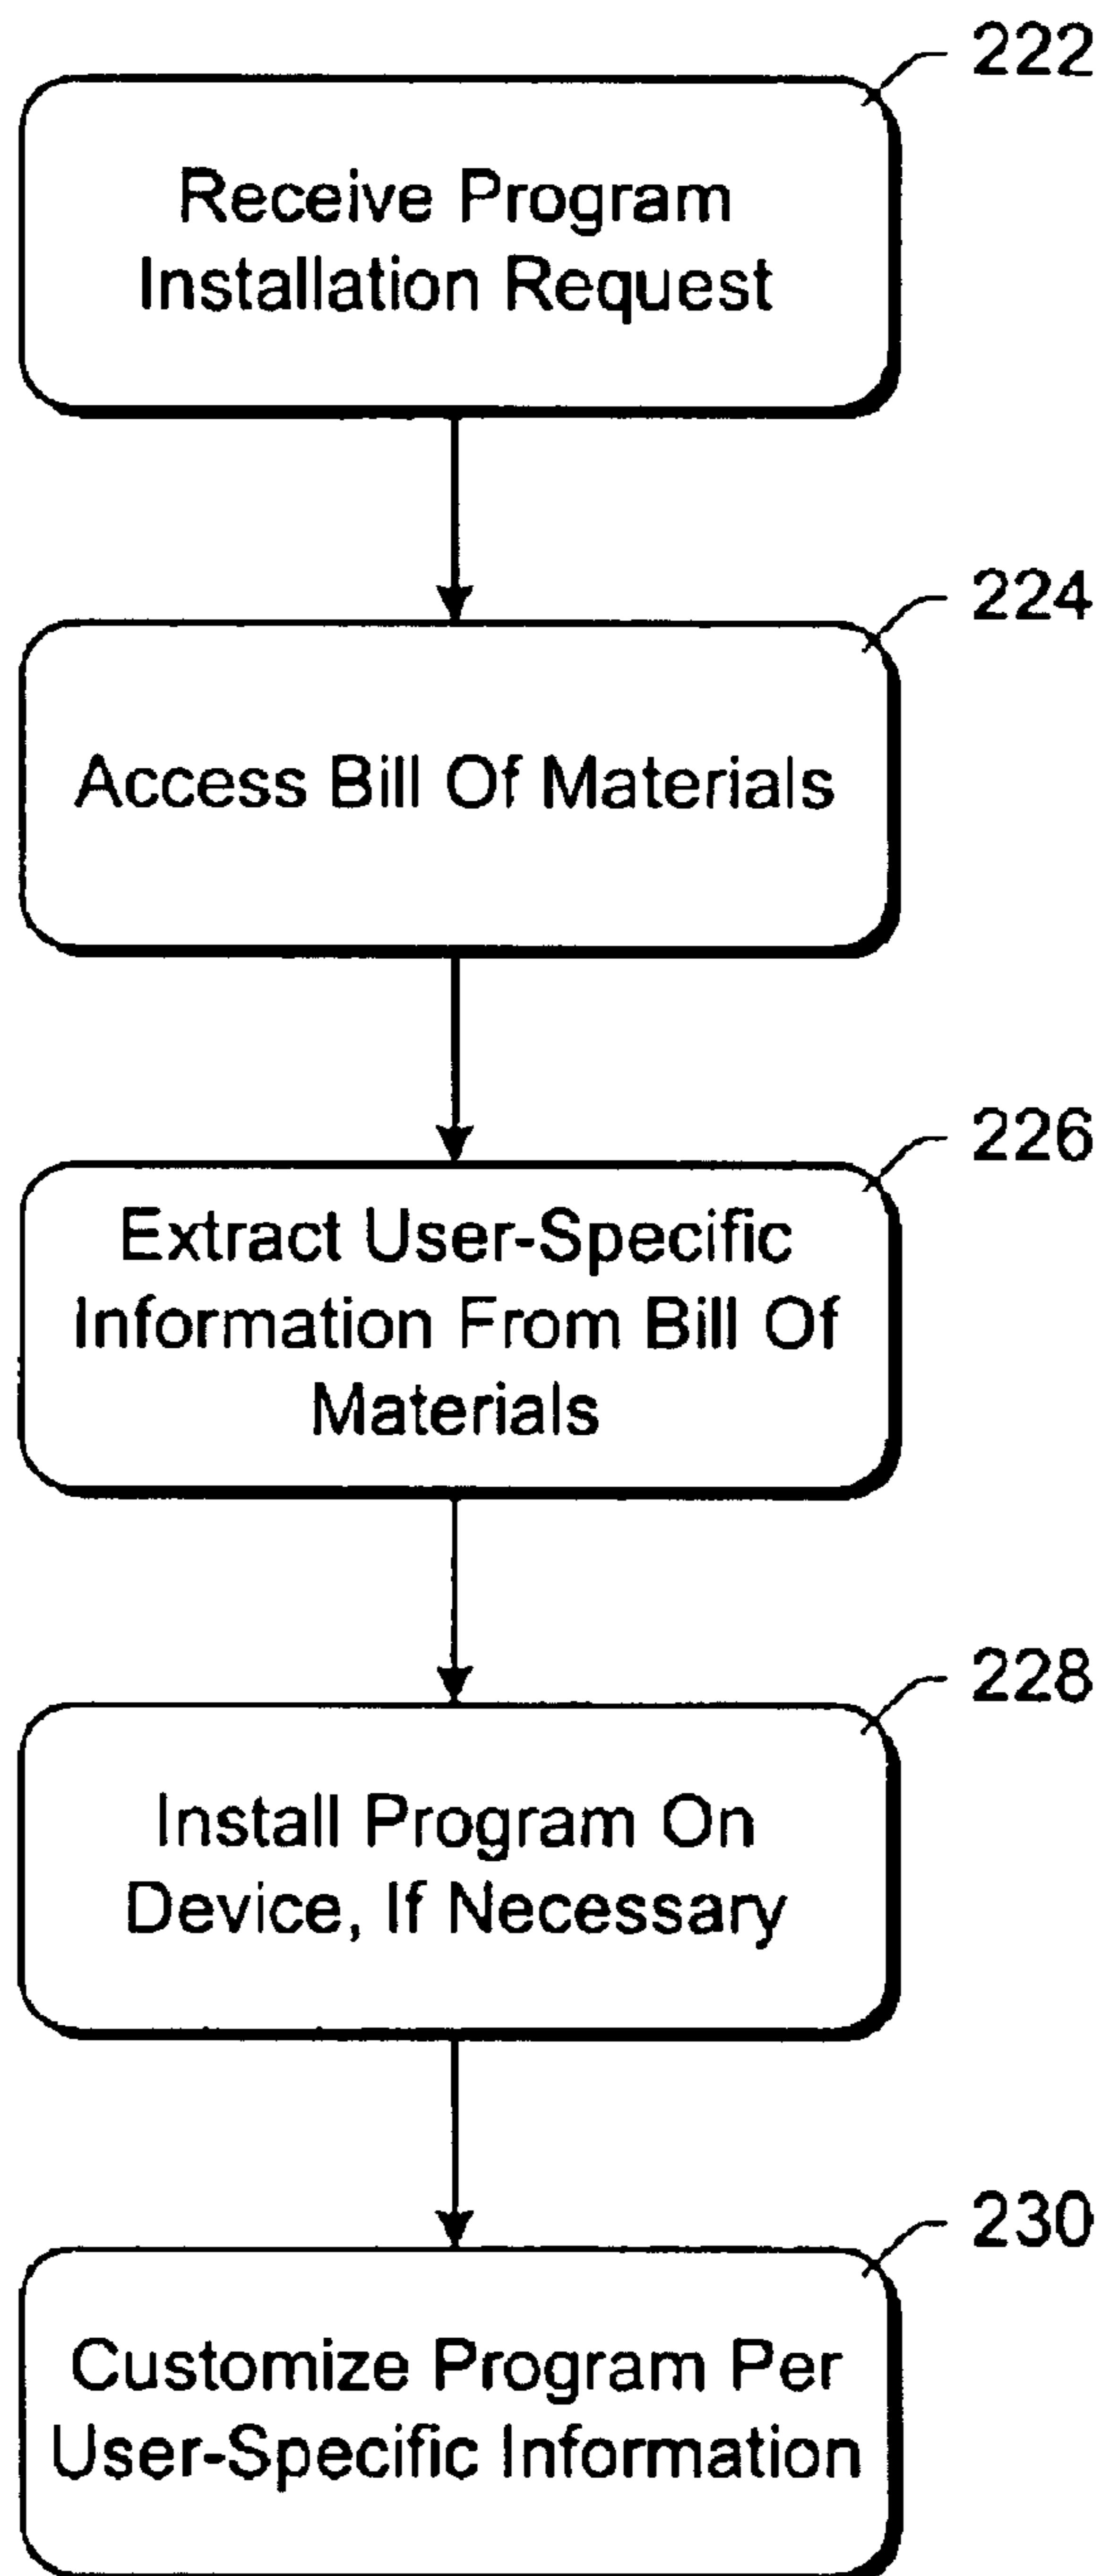 222
Receive Program
Installation Request
224
Access Bill Of Materials
226
Extract User-Specific
Information From Bill Of
Materials
228
Install Program On
Device, If Necessary
230
Customize Program Per
User-Specific Information